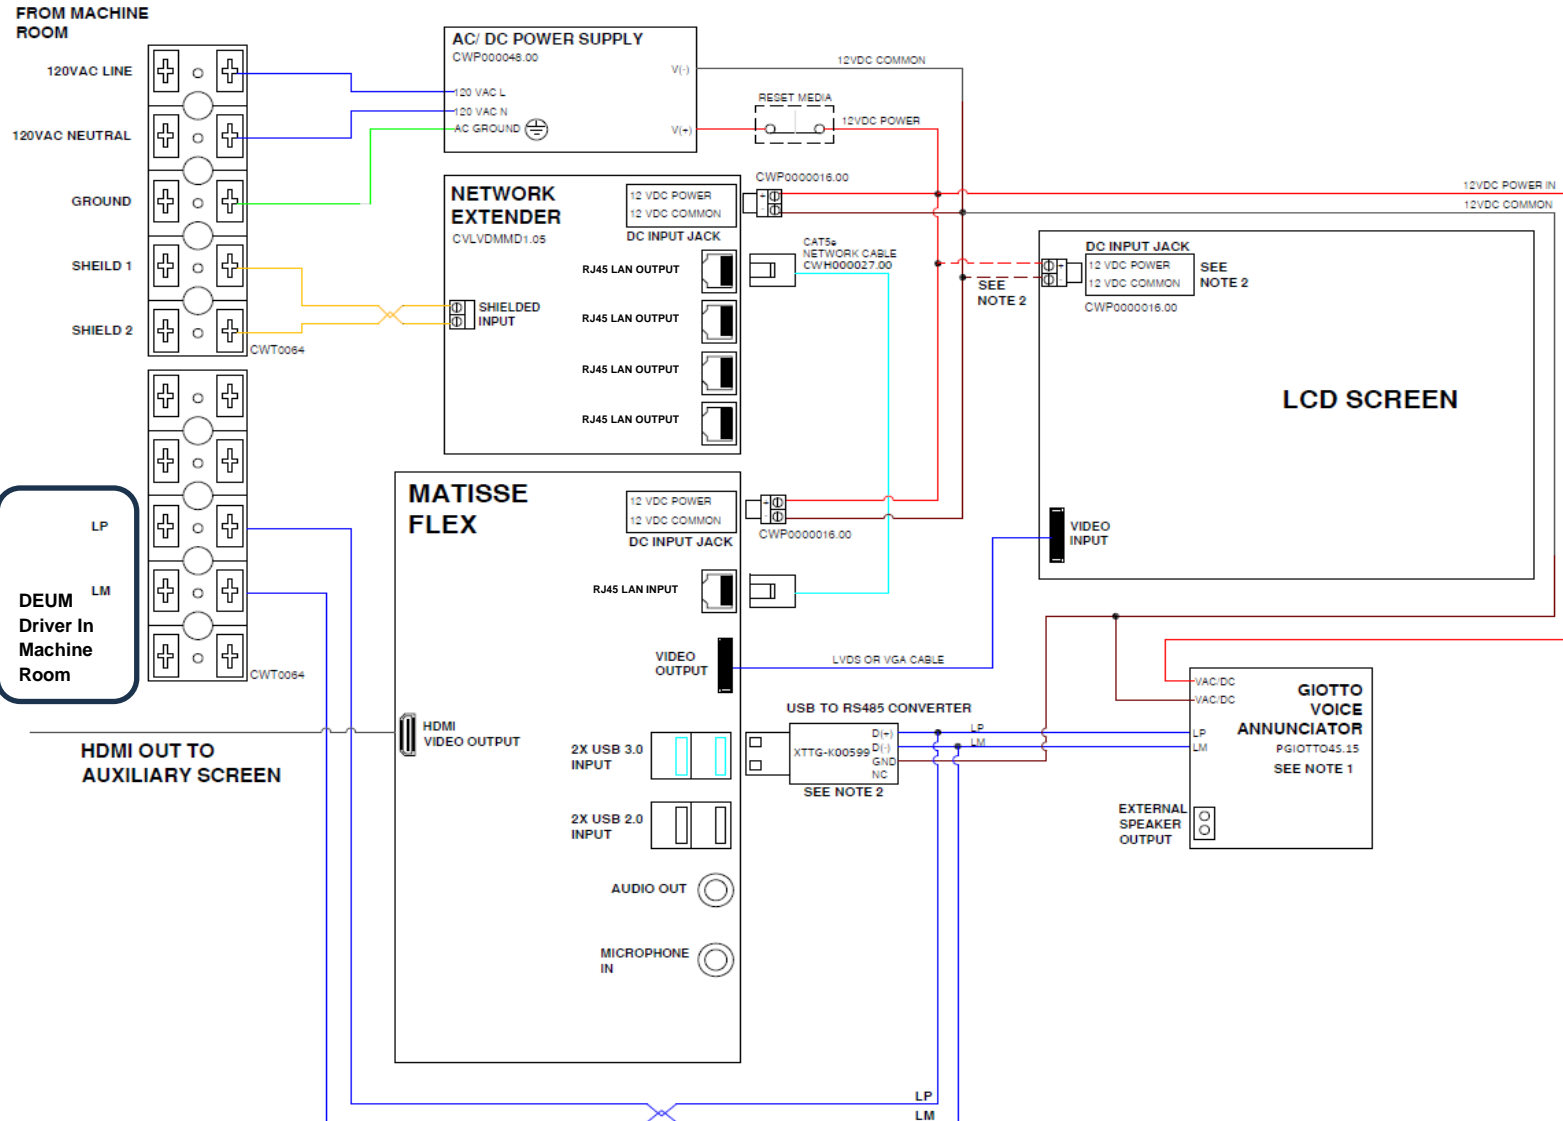 FROM MACHINE
ROOM
120VAC LINE
120VAC NEUTRAL
GROUND
SHEILD 1
SHIELD 2
CWT0064
AC/ DC POWER SUPPLY
CWP000048.00
V(-)
120 VAC L
120 VAC N
AC GROUND
V(+)
12VDC COMMON
RESET MEDIA
12VDC POWER
NETWORK
EXTENDER
CVLVDMMD1.05
12 VDC POWER
12 VDC COMMON
DC INPUT JACK
CWP0000016.00
+
-
RJ45 LAN OUTPUT
RJ45 LAN OUTPUT
RJ45 LAN OUTPUT
RJ45 LAN OUTPUT
SHIELDED
INPUT
CAT5e
NETWORK CABLE
CWH000027.00
12VDC POWER IN
12VDC COMMON
SEE
NOTE 2
DC INPUT JACK
+
-
12 VDC POWER
12 VDC COMMON
SEE
NOTE 2
CWP0000016.00
LCD SCREEN
VIDEO
INPUT
LP
LM
DEUM
Driver In
Machine
Room
CWT0064
MATISSE
FLEX
12 VDC POWER
12 VDC COMMON
DC INPUT JACK
+
-
CWP0000016.00
RJ45 LAN INPUT
VIDEO
OUTPUT
LVDS OR VGA CABLE
HDMI
VIDEO OUTPUT
HDMI OUT TO
AUXILIARY SCREEN
2X USB 3.0
INPUT
2X USB 2.0
INPUT
AUDIO OUT
MICROPHONE
IN
USB TO RS485 CONVERTER
XTTG-K00599
D(+)
D(-)
GND
NC
SEE NOTE 2
LP
LM
VAC/DC
VAC/DC
LP
LM
GIOTTO
VOICE
ANNUNCIATOR
PGIOTTO4S.15
SEE NOTE 1
EXTERNAL
SPEAKER
OUTPUT
LP
LM